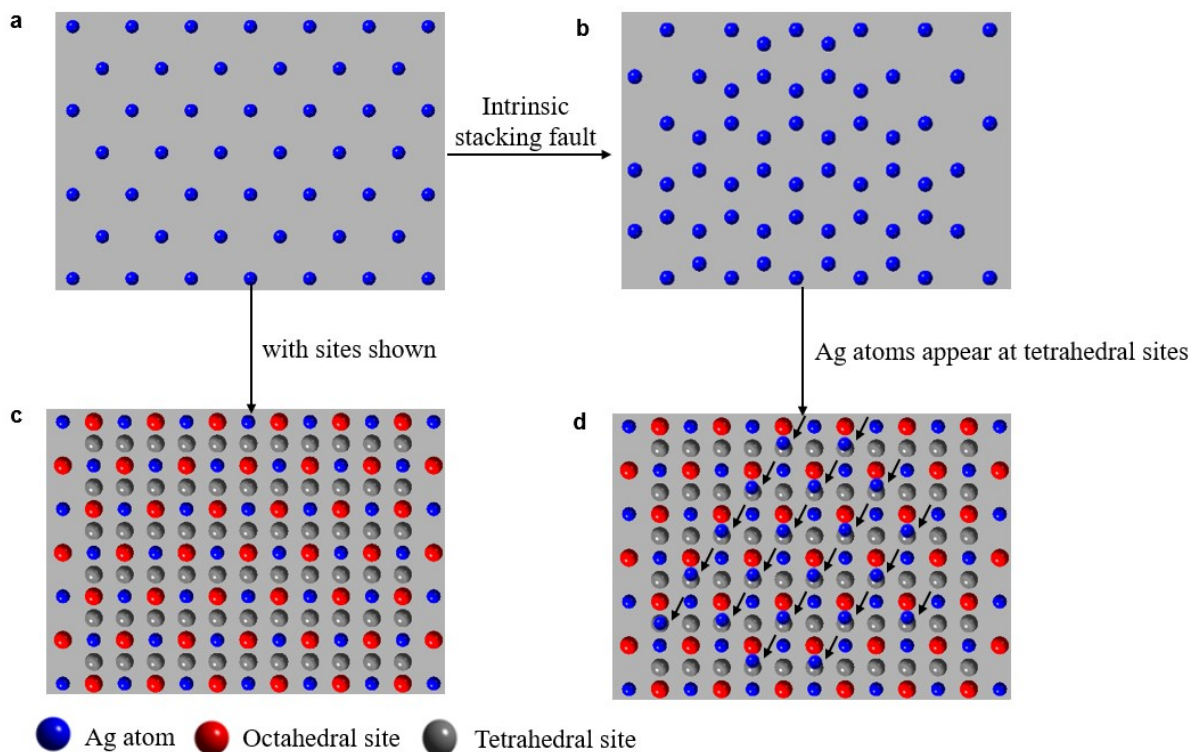 a
b
Intrinsic
stacking fault
with sites shown
Ag atoms appear at tetrahedral sites
c
d
Ag atom
Octahedral site
Tetrahedral site